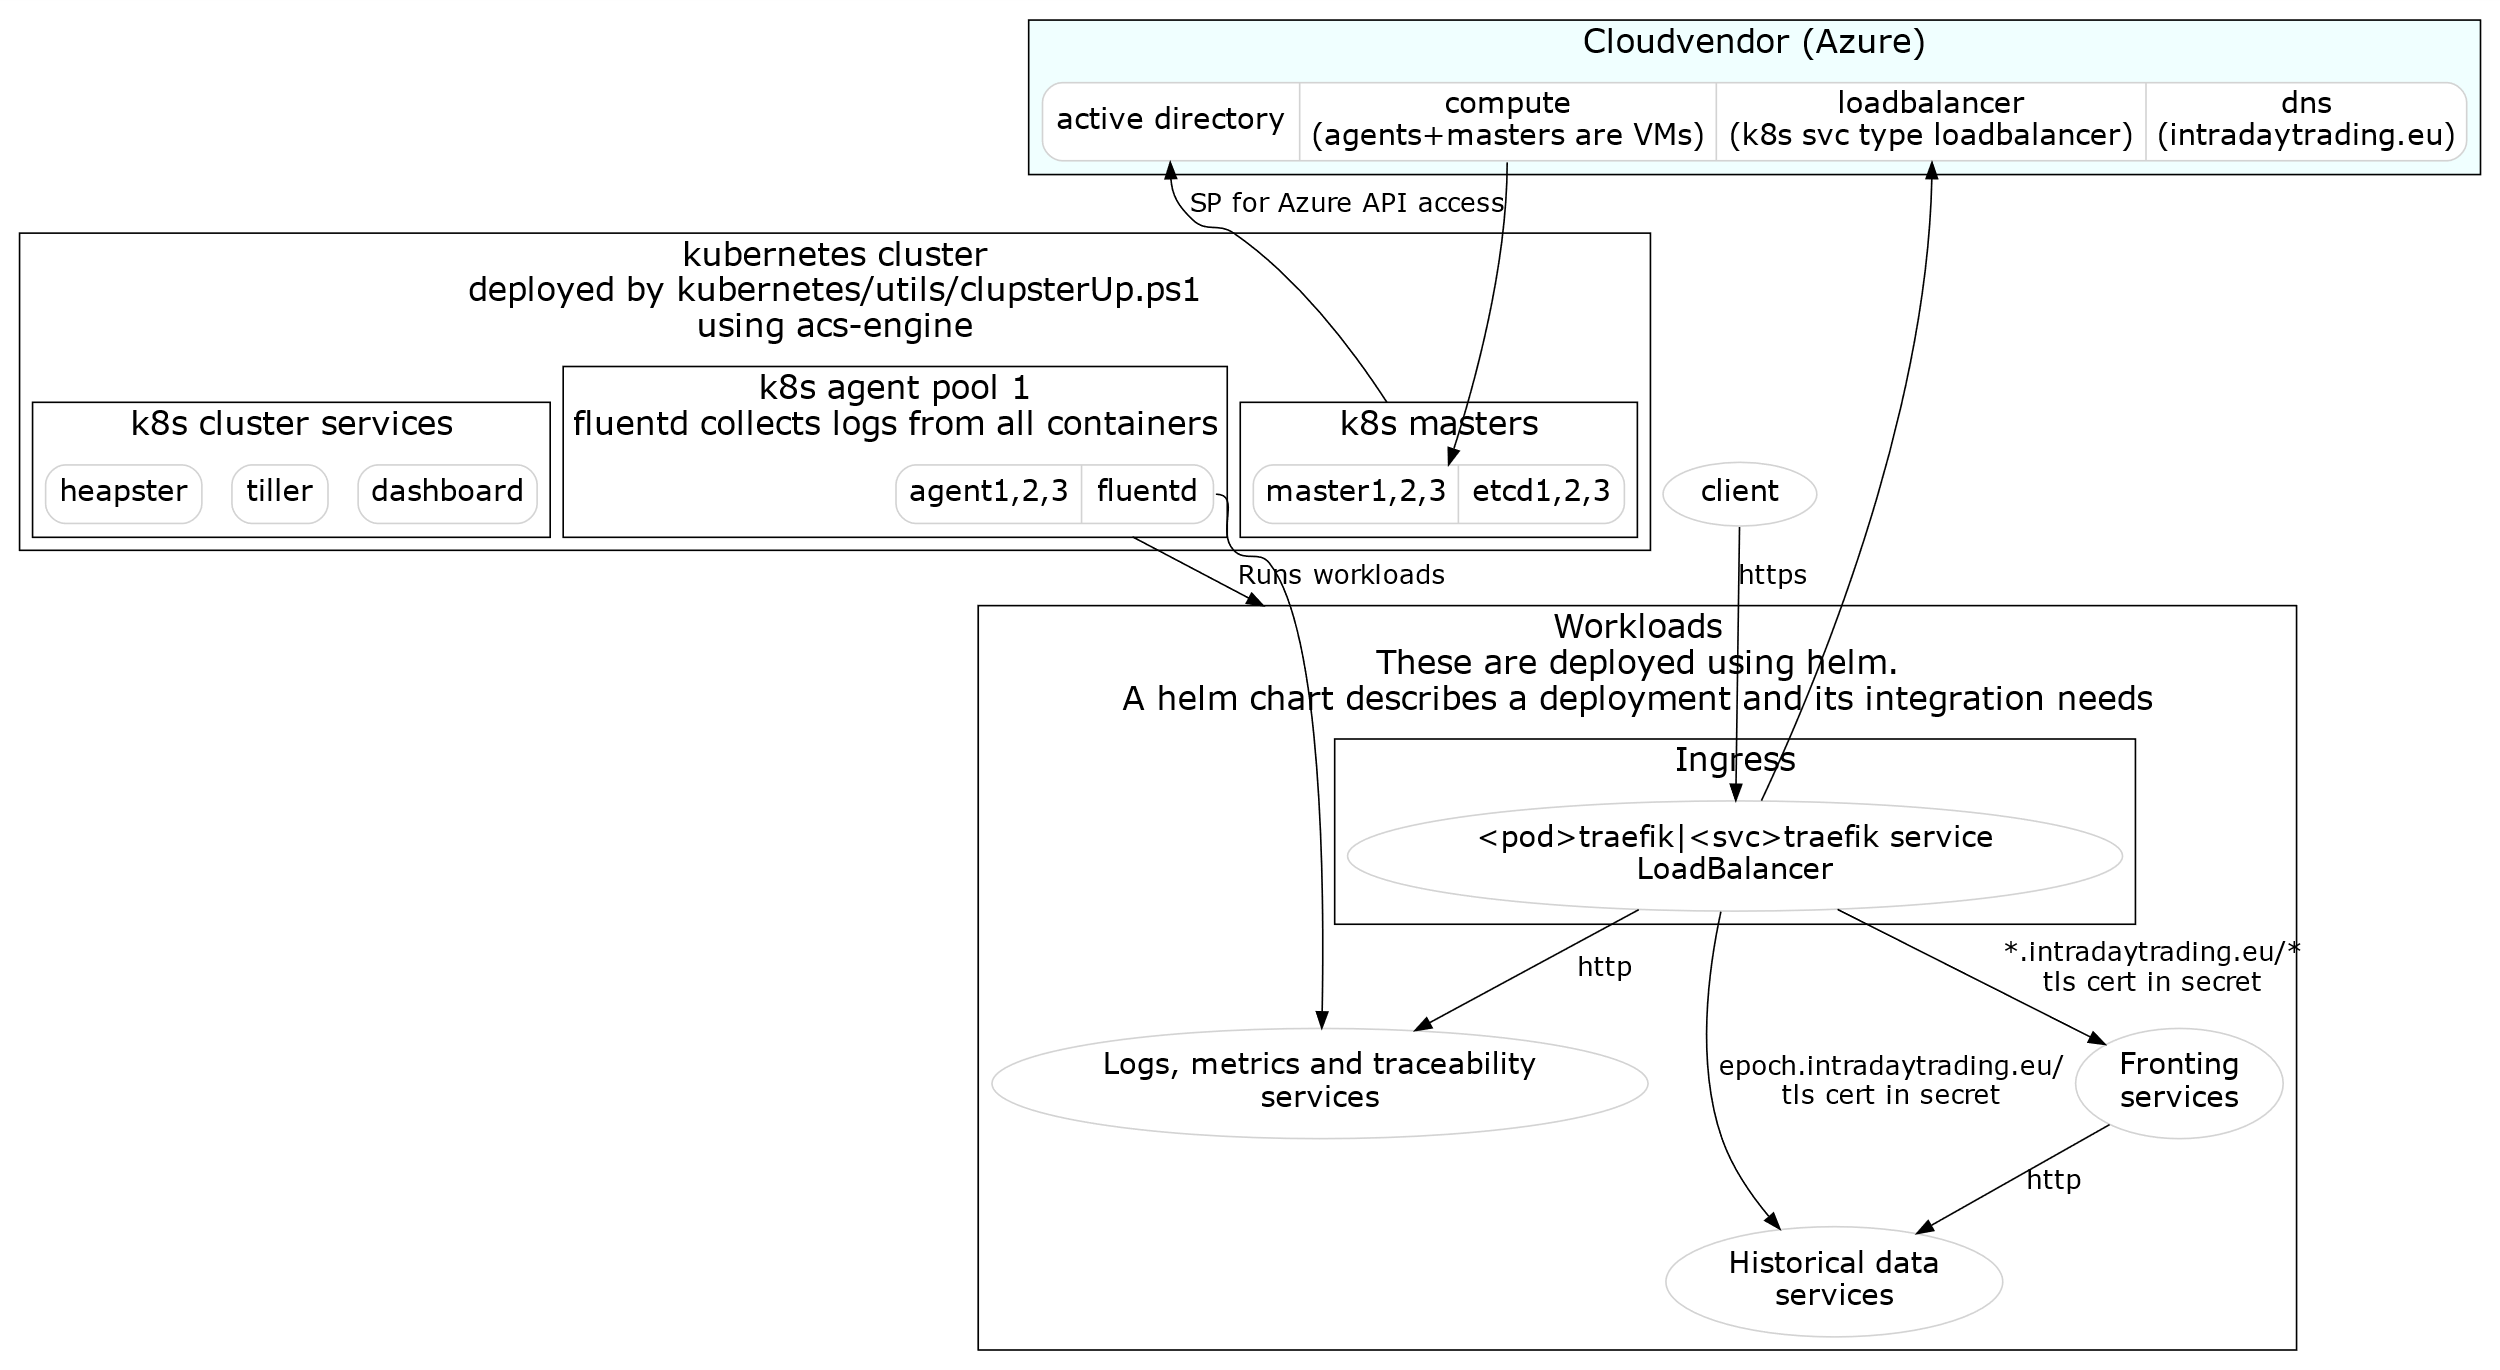 Cloudvendor (Azure)
active directory
compute
(agents+masters are VMs)
loadbalancer
(k8s svc type loadbalancer)
dns
(intradaytrading.eu)
SP for Azure API access
kubernetes cluster
deployed by kubernetes/utils/clupsterUp.ps1
using acs-engine
k8s cluster services
heapster
tiller
dashboard
k8s agent pool 1
fluentd collects logs from all containers
agent1,2,3
fluentd
k8s masters
master1,2,3
etcd1,2,3
client
Runs workloads
https
Workloads
These are deployed using helm.
A helm chart describes a deployment and its integration needs
Ingress
<pod>traefik|<svc>traefik service
LoadBalancer
http
*.intradaytrading.eu/*
tls cert in secret
Logs, metrics and traceability
services
epoch.intradaytrading.eu/
tls cert in secret
Fronting
services
http
Historical data
services